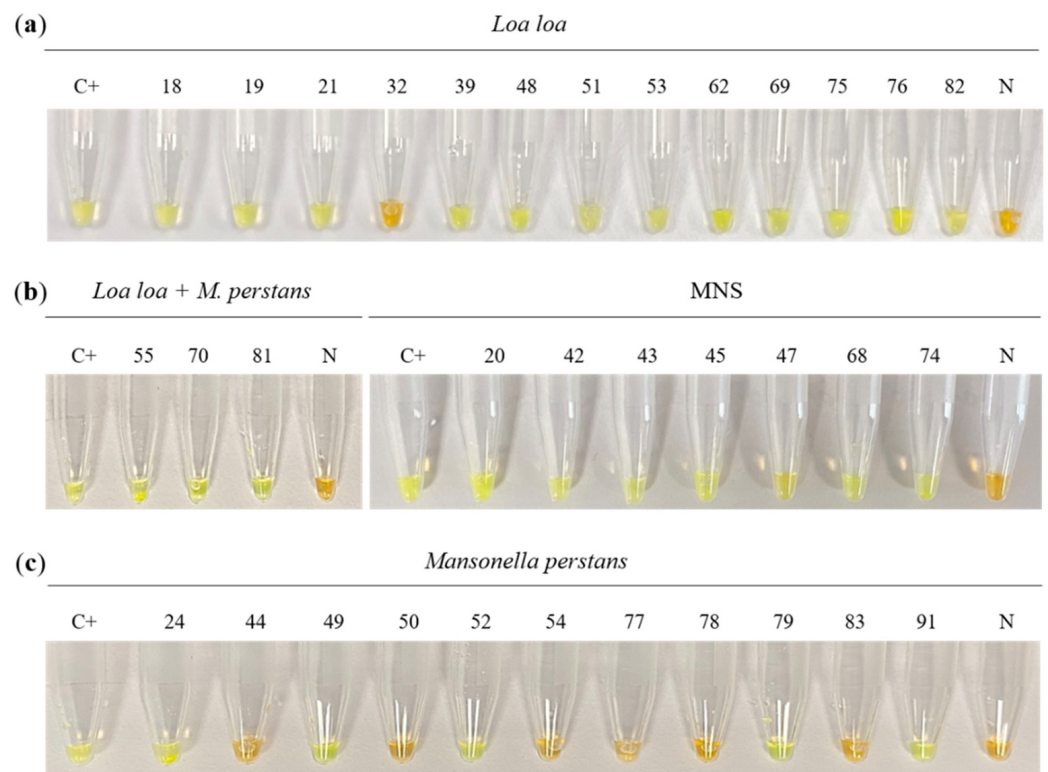 (a) Loa loa
C+ 18 19 21 32 39 48 51 53 62 69 75 76 82 N
(b) Loa loa + M. perstans MNS
C+ 55 70 81 N C+ 20 42 43 45 47 68 74 N
(c) Mansonella perstans
C+ 24 44 49 50 52 54 77 78 79 83 91 N